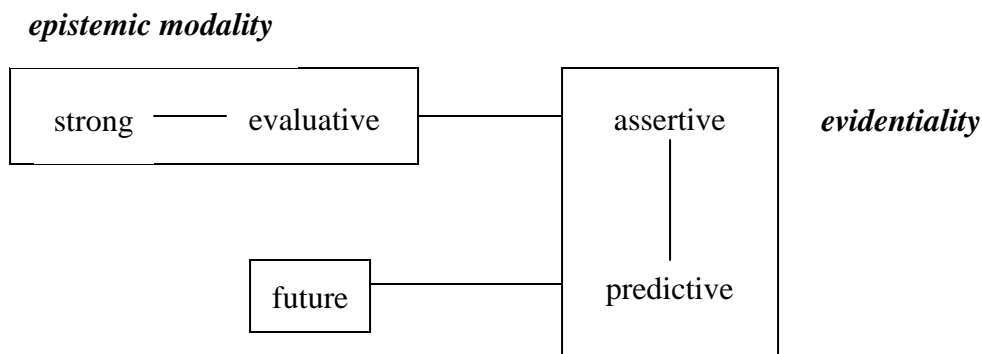 epistemic modality
strong evaluative assertive evidentiality
future predictive